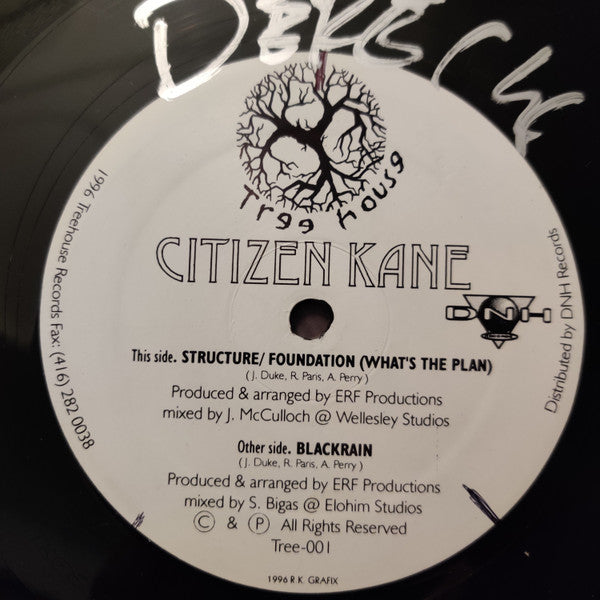 Tree house
CITIZEN KANE
DNH
This side. STRUCTURE/ FOUNDATION (WHAT'S THE PLAN)
( J. Duke, R. Paris, A. Perry )
Produced & arranged by ERF Productions
mixed by J. McCulloch @ Wellesley Studios
Other side. BLACKRAIN
( J. Duke, R. Paris, A. Perry )
Produced & arranged by ERF Productions
mixed by S. Bigas @ Elohim Studios
© & ℗ All Rights Reserved
Tree-001
1996 R.K. GRAFIX
1996 Treehouse Records Fax: (416) 282 0038
Distributed by DNH Records